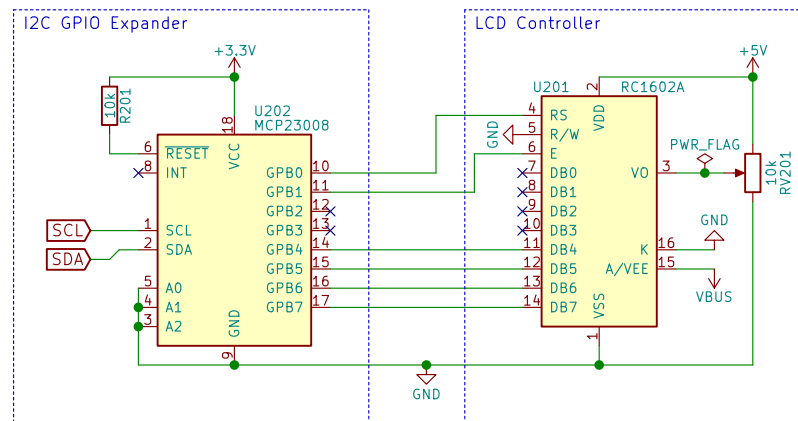 I2C GPIO Expander
LCD Controller
+3.3V
+5V
10k
R201
U202
MCP23008
U201
RC1602A
18
VCC
6
RESET
8
INT
1
SCL
2
SDA
5
A0
4
A1
3
A2
GND
9
GPB0
10
GPB1
11
GPB2
12
GPB3
13
GPB4
14
GPB5
15
GPB6
16
GPB7
17
SCL
SDA
GND
2
VDD
4
RS
5
R/W
6
E
7
DB0
8
DB1
9
DB2
10
DB3
11
DB4
12
DB5
13
DB6
14
DB7
VO
3
K
16
A/VEE
15
VSS
1
PWR_FLAG
10k
RV201
GND
VBUS
GND